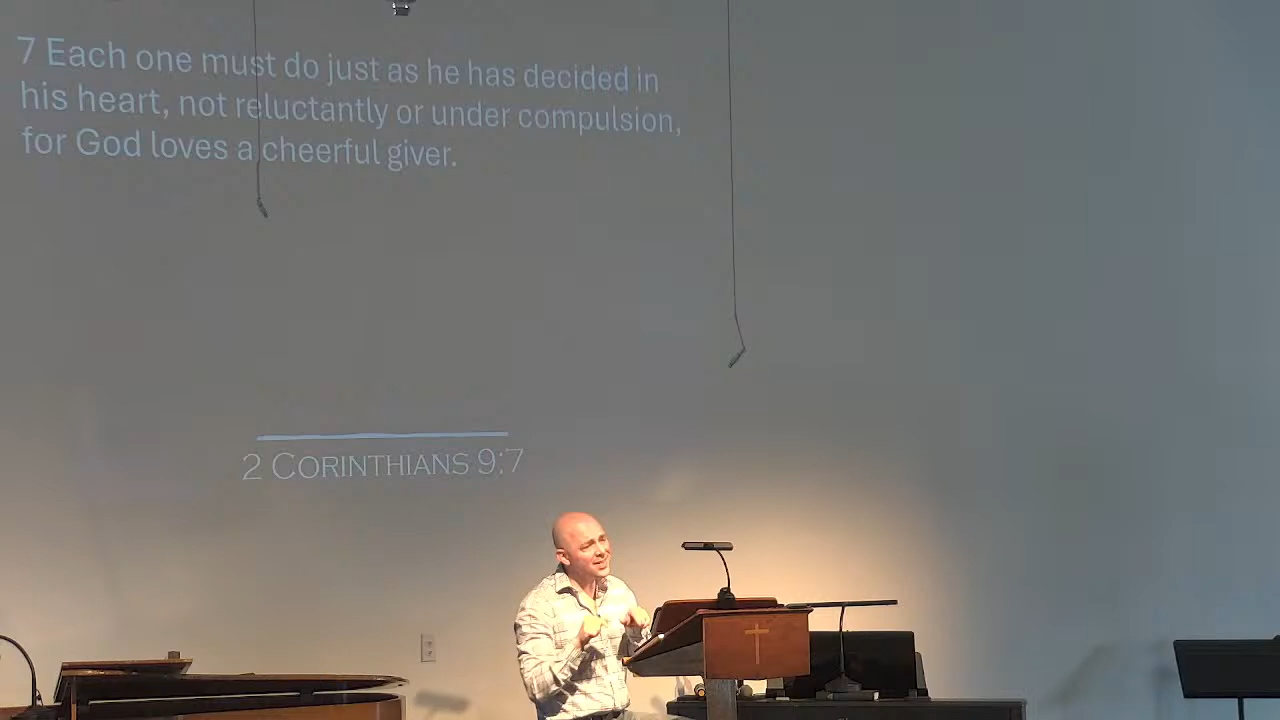 7 Each one must do just as he has decided in
his heart, not reluctantly or under compulsion,
for God loves a cheerful giver.
2 CORINTHIANS 9:7